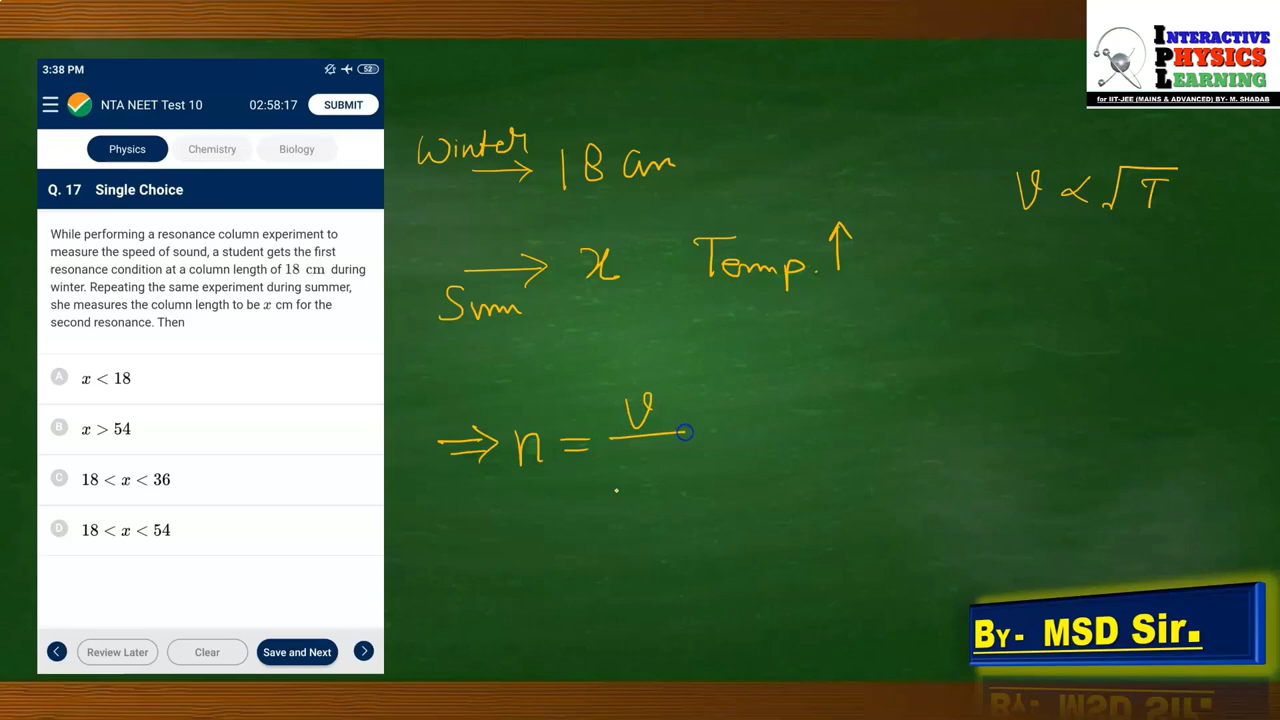 INTERACTIVE
PHYSICS
LEARNING
for IIT-JEE (MAINS & ADVANCED) BY- M. SHADAB
3:38 PM
52
NTA NEET Test 10
02:58:17
SUBMIT
Physics
Chemistry
Biology
Q. 17 Single Choice
While performing a resonance column experiment to
measure the speed of sound, a student gets the first
resonance condition at a column length of 18 cm during
winter. Repeating the same experiment during summer,
she measures the column length to be x cm for the
second resonance. Then
A x < 18
B x > 54
C 18 < x < 36
D 18 < x < 54
Review Later
Clear
Save and Next
Winter → 18 cm
v ∝ √T
Summ → x Temp. ↑
⇒ n = v
BY- MSD Sir.